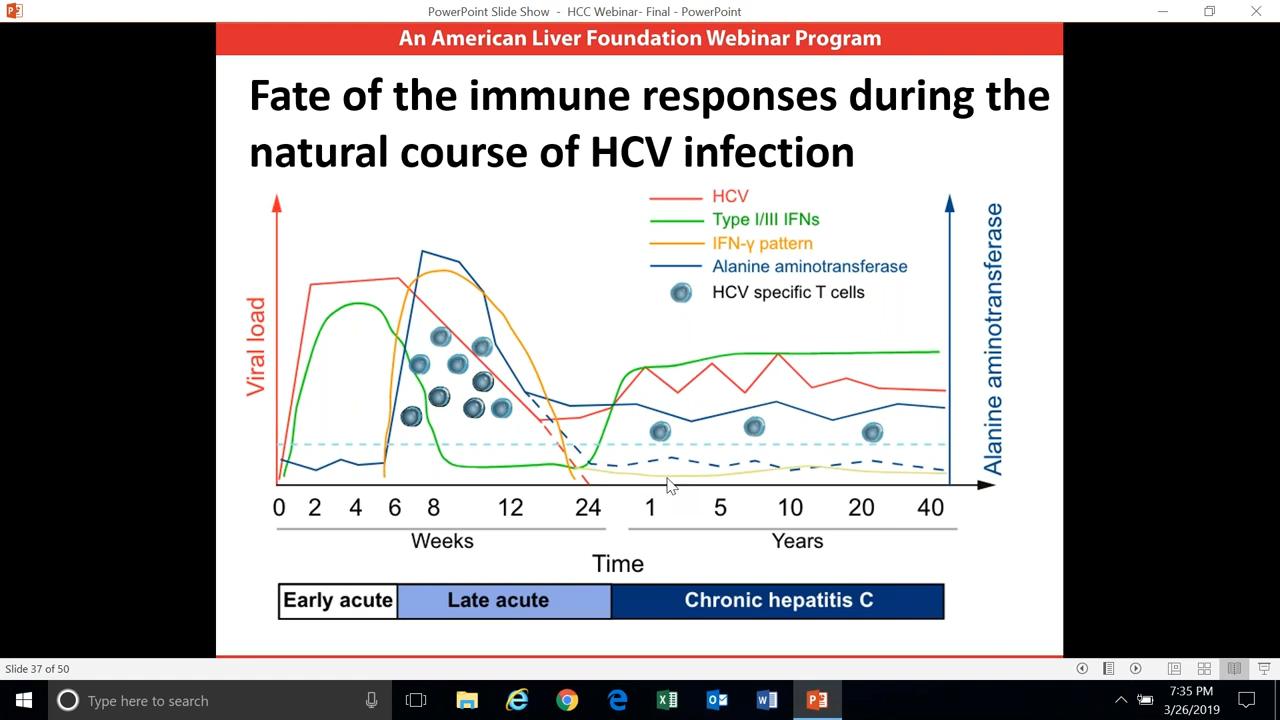 PowerPoint Slide Show - HCC Webinar- Final - PowerPoint
An American Liver Foundation Webinar Program
Fate of the immune responses during the
natural course of HCV infection
HCV
Type I/III IFNs
IFN-γ pattern
Alanine aminotransferase
HCV specific T cells
Viral load
Alanine aminotransferase
0 2 4 6 8 12 24 1 5 10 20 40
Weeks Years
Time
Early acute Late acute Chronic hepatitis C
Slide 37 of 50
Type here to search
7:35 PM
3/26/2019